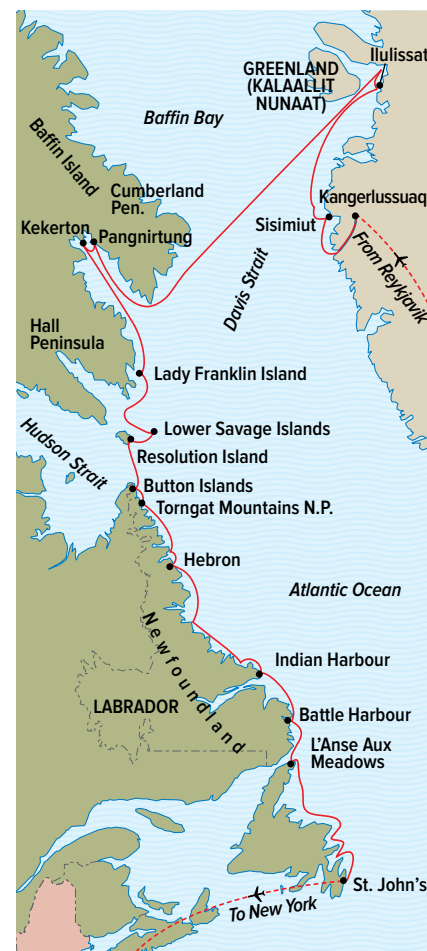 Ilulissat
GREENLAND
(KALAALLIT
NUNAAT)
Baffin Bay
Baffin Island
Cumberland
Pen.
Kangerlussuaq
Sisimiut
Kekerton
Pangnirtung
From Reykjavik
Davis Strait
Hall
Peninsula
Lady Franklin Island
Lower Savage Islands
Hudson Strait
Resolution Island
Button Islands
Torngat Mountains N.P.
Hebron
Atlantic Ocean
Newfoundland
Indian Harbour
LABRADOR
Battle Harbour
L'Anse Aux
Meadows
St. John's
To New York